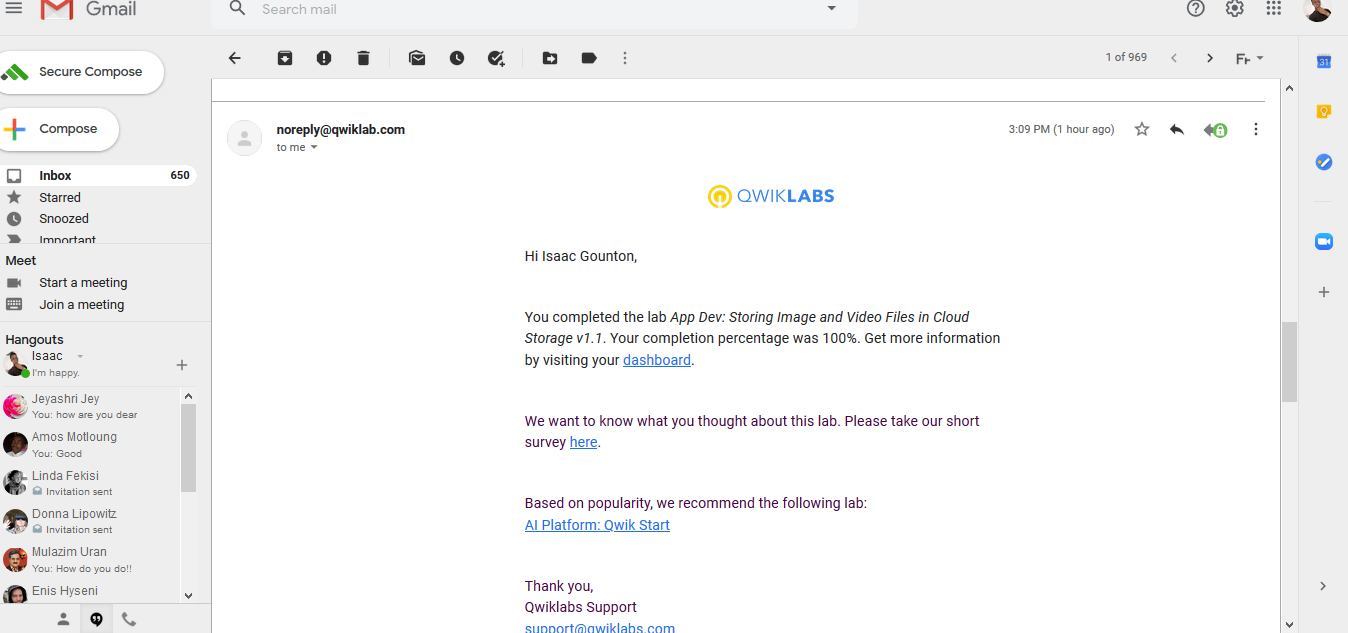 Gmail
Search mail
Secure Compose
Compose
Inbox 650
Starred
Snoozed
Important
Meet
Start a meeting
Join a meeting
Hangouts
Isaac
I'm happy.
Jeyashri Jey
You: how are you dear
Amos Motloung
You: Good
Linda Fekisi
Invitation sent
Donna Lipowitz
Invitation sent
Mulazim Uran
You: How do you do!!
Enis Hyseni
1 of 969
Fr
noreply@qwiklab.com
3:09 PM (1 hour ago)
to me
QWIKLABS
Hi Isaac Gounton,
You completed the lab App Dev: Storing Image and Video Files in Cloud
Storage v1.1. Your completion percentage was 100%. Get more information
by visiting your dashboard.
We want to know what you thought about this lab. Please take our short
survey here.
Based on popularity, we recommend the following lab:
AI Platform: Qwik Start
Thank you,
Qwiklabs Support
support@qwiklabs.com
31